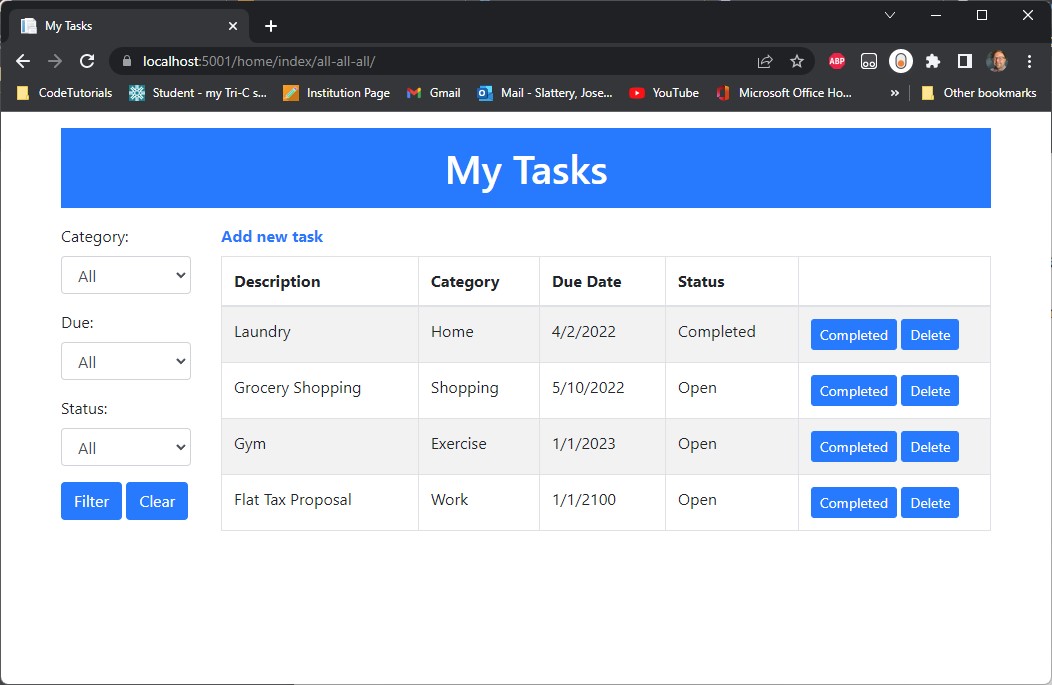 My Tasks
localhost:5001/home/index/all-all-all/
ABP
CodeTutorials Student - my Tri-C s... Institution Page Gmail Mail - Slattery, Jose... YouTube Microsoft Office Ho... » Other bookmarks
My Tasks
Category:
All
Due:
All
Status:
All
Filter Clear
Add new task
Description Category Due Date Status
Laundry Home 4/2/2022 Completed Completed Delete
Grocery Shopping Shopping 5/10/2022 Open Completed Delete
Gym Exercise 1/1/2023 Open Completed Delete
Flat Tax Proposal Work 1/1/2100 Open Completed Delete